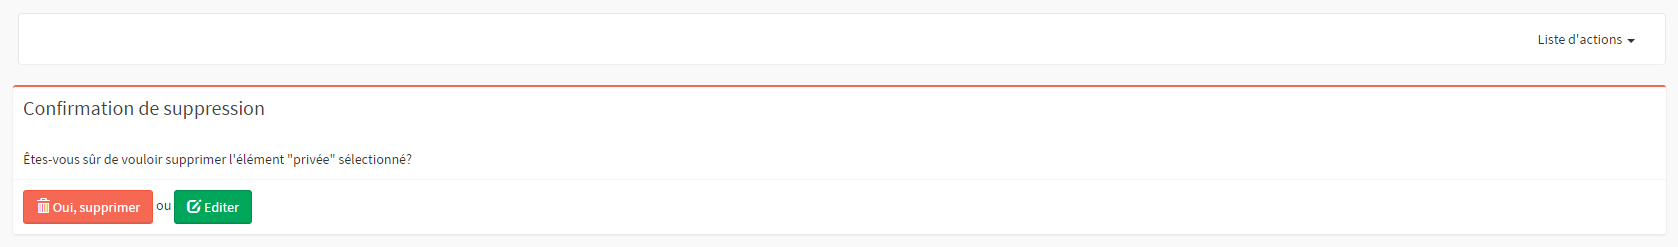 Liste d'actions
Confirmation de suppression
Êtes-vous sûr de vouloir supprimer l'élément "privée" sélectionné?
Oui, supprimer ou Editer